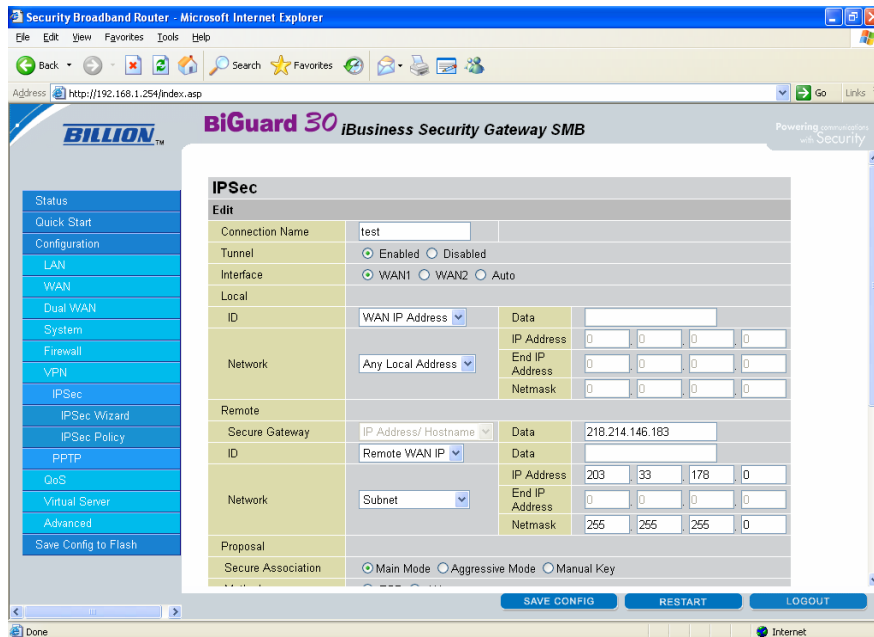 Security Broadband Router - Microsoft Internet Explorer
File Edit View Favorites Tools Help
Back Search Favorites
Address http://192.168.1.254/index.asp Go Links
BILLION TM
BiGuard 30 iBusiness Security Gateway SMB
Powering communications
with Security
Status
Quick Start
Configuration
LAN
WAN
Dual WAN
System
Firewall
VPN
IPSec
IPSec Wizard
IPSec Policy
PPTP
QoS
Virtual Server
Advanced
Save Config to Flash
IPSec
Edit
Connection Name test
Tunnel Enabled Disabled
Interface WAN1 WAN2 Auto
Local
ID WAN IP Address Data
Network Any Local Address
IP Address 0 . 0 . 0 . 0
End IP Address 0 . 0 . 0 . 0
Netmask 0 . 0 . 0 . 0
Remote
Secure Gateway IP Address/ Hostname Data 218.214.146.183
ID Remote WAN IP Data
Network Subnet
IP Address 203 . 33 . 178 . 0
End IP Address 0 . 0 . 0 . 0
Netmask 255 . 255 . 255 . 0
Proposal
Secure Association Main Mode Aggressive Mode Manual Key
SAVE CONFIG RESTART LOGOUT
Done Internet